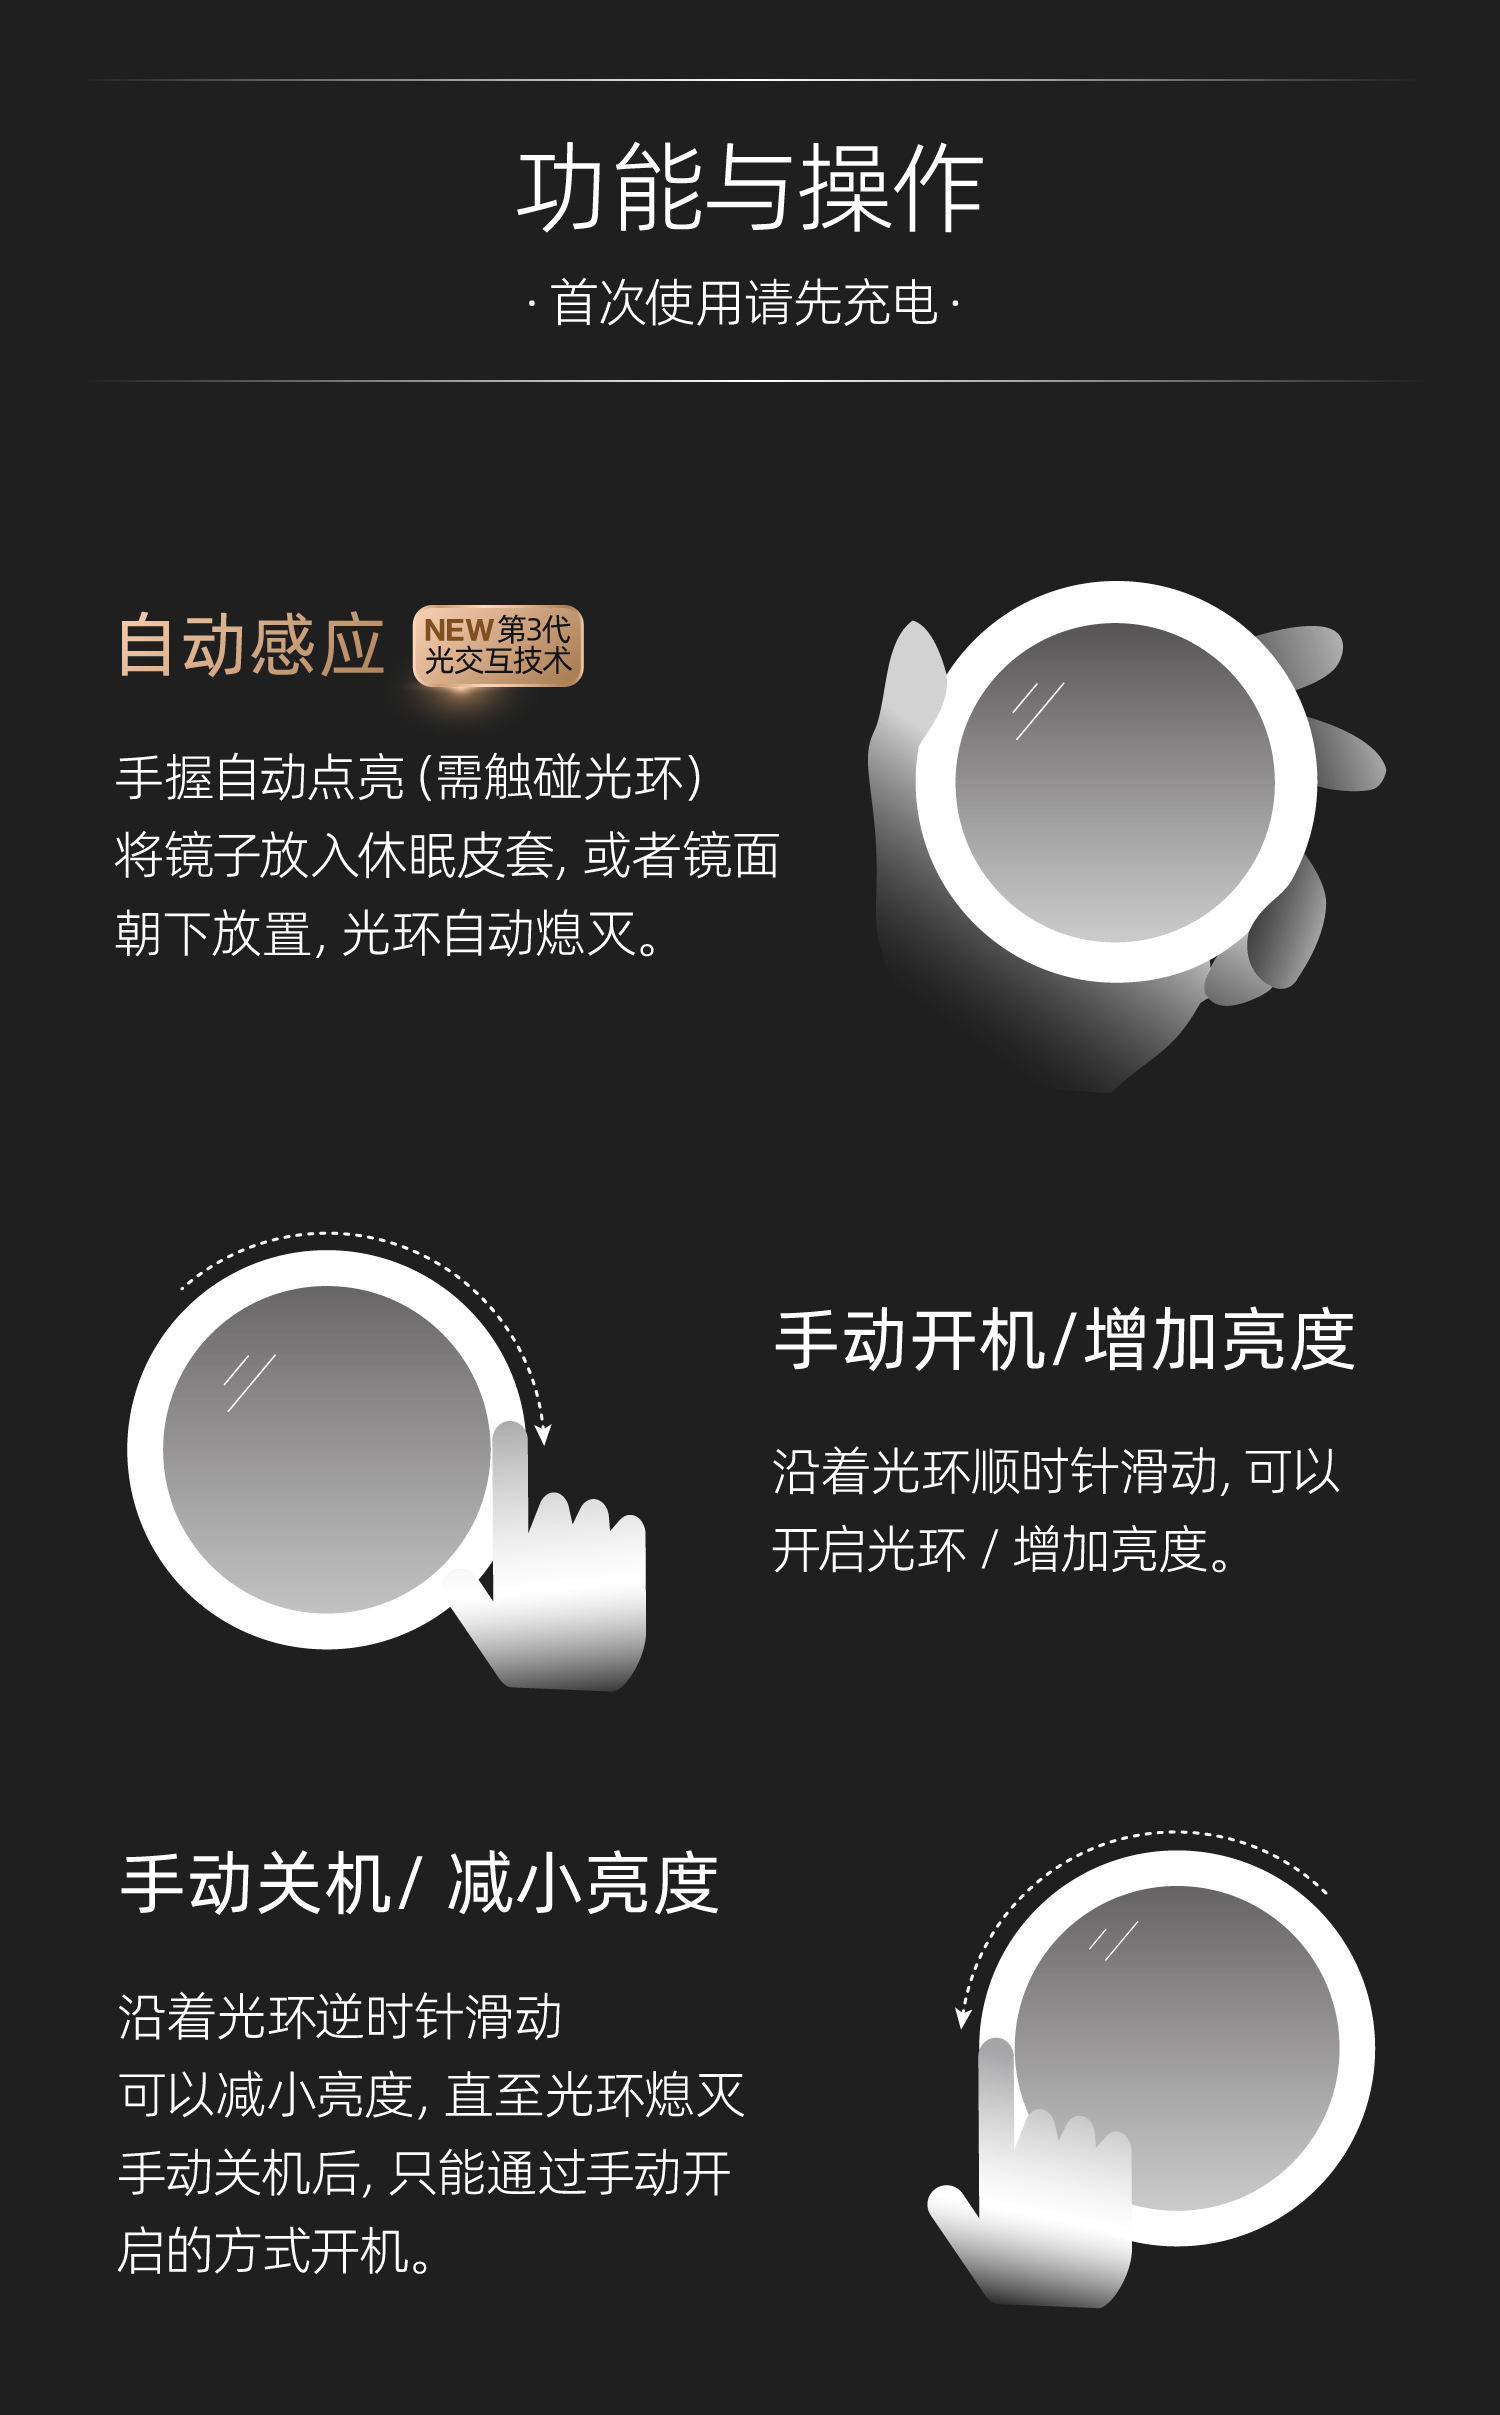 功能与操作
· 首次使用请先充电 ·
自动感应
NEW第3代
光交互技术
手握自动点亮 (需触碰光环)
将镜子放入休眠皮套, 或者镜面
朝下放置, 光环自动熄灭。
手动开机/增加亮度
沿着光环顺时针滑动, 可以
开启光环 / 增加亮度。
手动关机/ 减小亮度
沿着光环逆时针滑动
可以减小亮度, 直至光环熄灭
手动关机后, 只能通过手动开
启的方式开机。